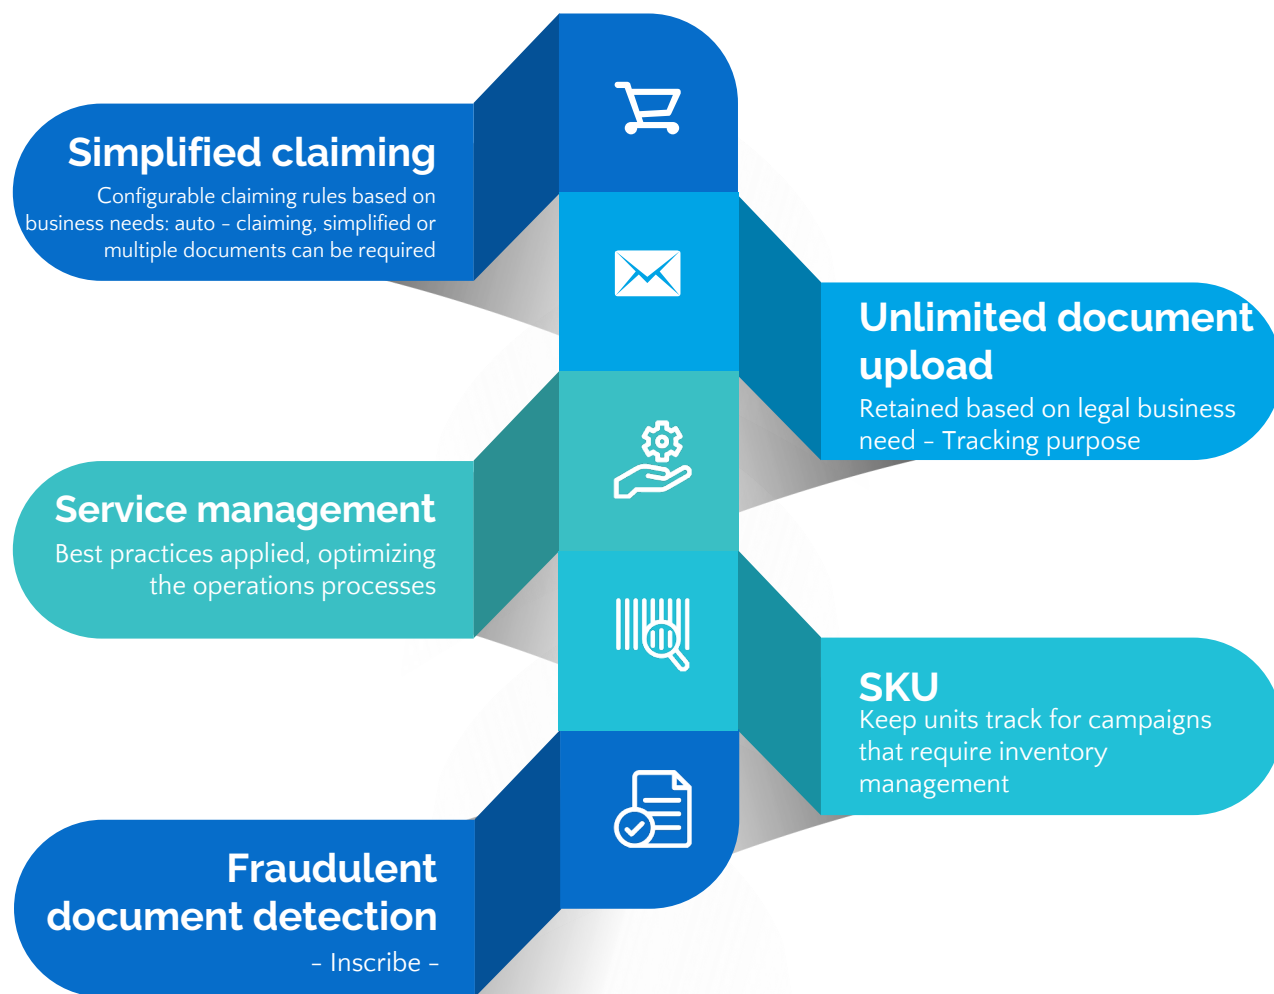 Simplified claiming
Configurable claiming rules based on
business needs: auto - claiming, simplified or
multiple documents can be required
Unlimited document
upload
Retained based on legal business
need - Tracking purpose
Service management
Best practices applied, optimizing
the operations processes
SKU
Keep units track for campaigns
that require inventory
management
Fraudulent
document detection
- Inscribe -